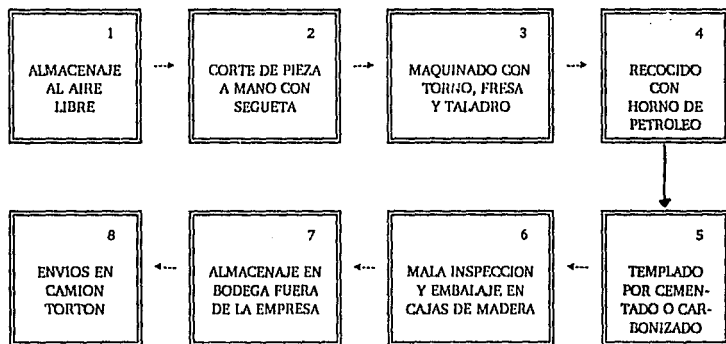 1
ALMACENAJE
AL AIRE
LIBRE
2
CORTE DE PIEZA
A MANO CON
SEGUETA
3
MAQUINADO CON
TORNO, FRESA
Y TALADRO
4
RECOCIDO
CON
HORNO DE
PETROLEO
5
TEMPLADO
POR CEMEN-
TADO O CAR-
BONIZADO
6
MALA INSPECCION
Y EMBALAJE EN
CAJAS DE MADERA
7
ALMACENAJE EN
BODEGA FUERA
DE LA EMPRESA
8
ENVIOS EN
CAMION
TORTON